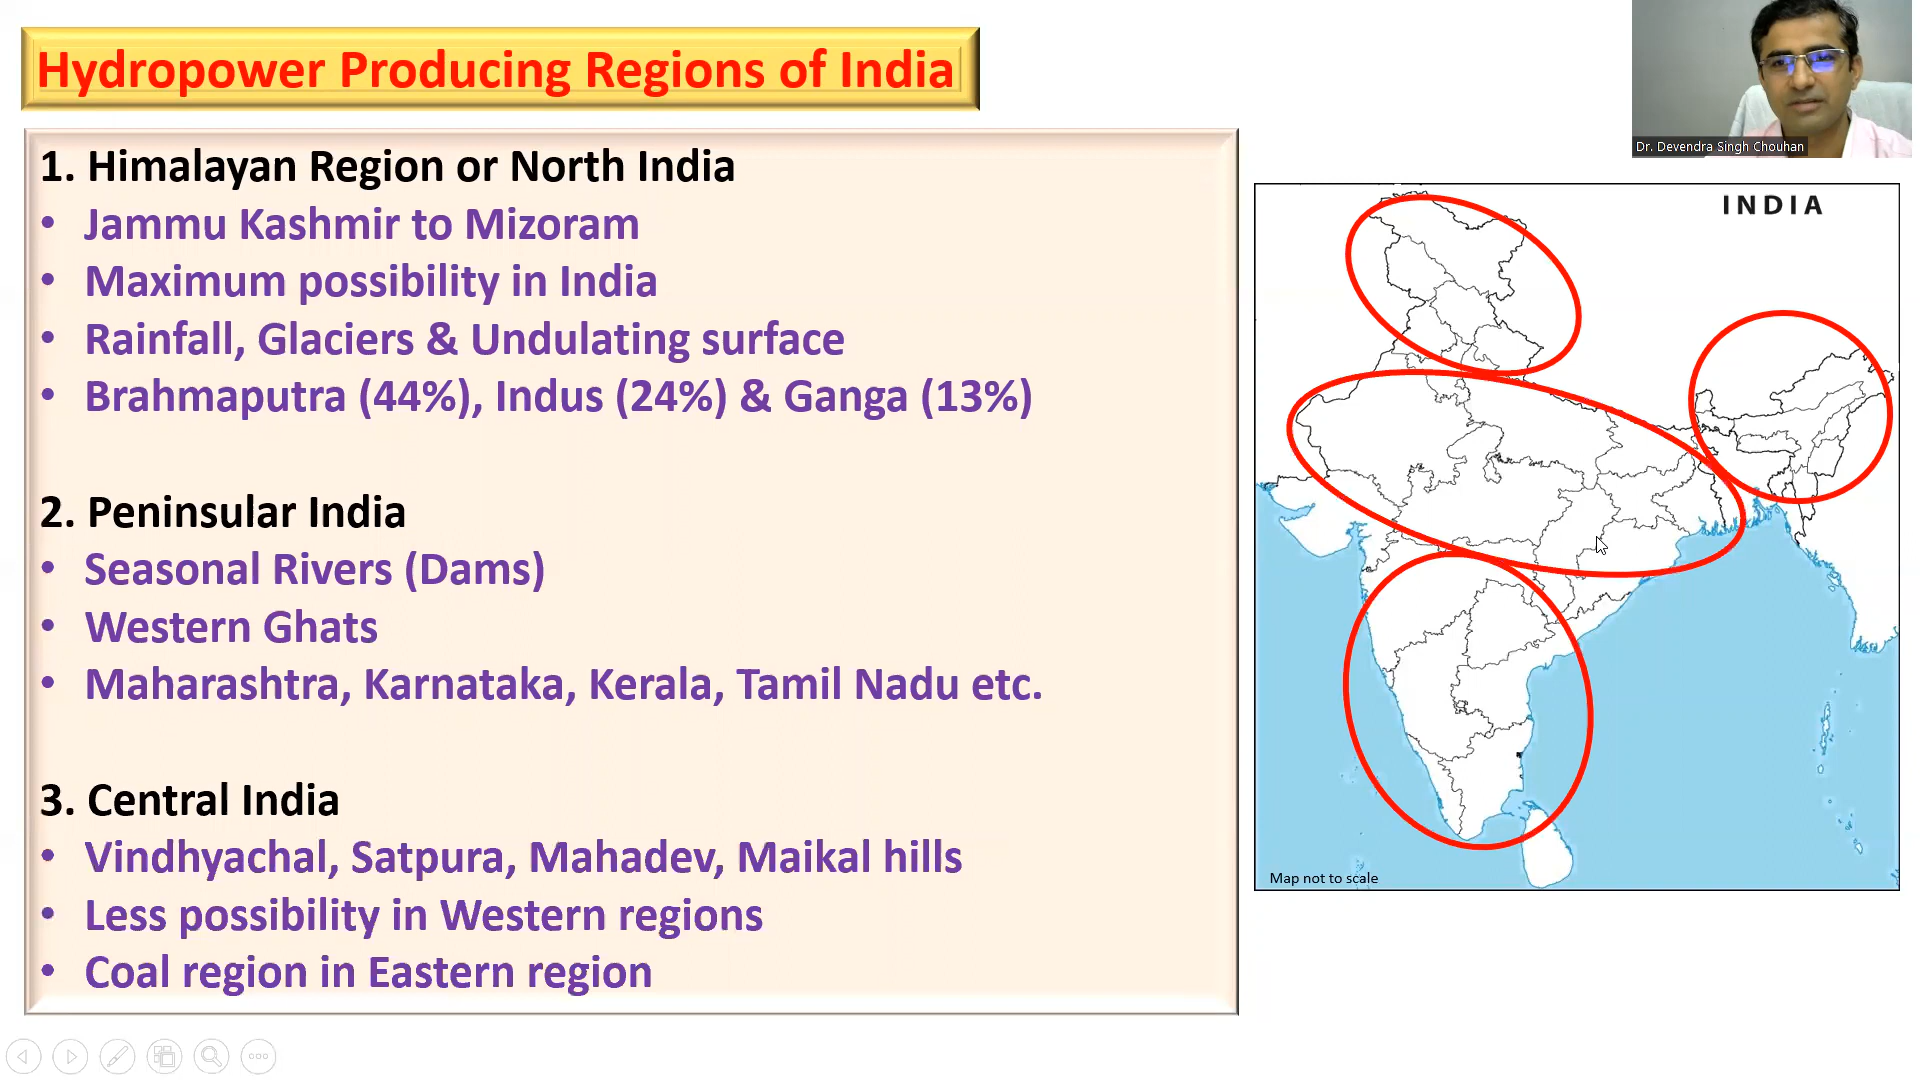 Hydropower Producing Regions of India
Dr. Devendra Singh Chouhan
1. Himalayan Region or North India
• Jammu Kashmir to Mizoram
• Maximum possibility in India
• Rainfall, Glaciers & Undulating surface
• Brahmaputra (44%), Indus (24%) & Ganga (13%)
2. Peninsular India
• Seasonal Rivers (Dams)
• Western Ghats
• Maharashtra, Karnataka, Kerala, Tamil Nadu etc.
3. Central India
• Vindhyachal, Satpura, Mahadev, Maikal hills
• Less possibility in Western regions
• Coal region in Eastern region
INDIA
Map not to scale